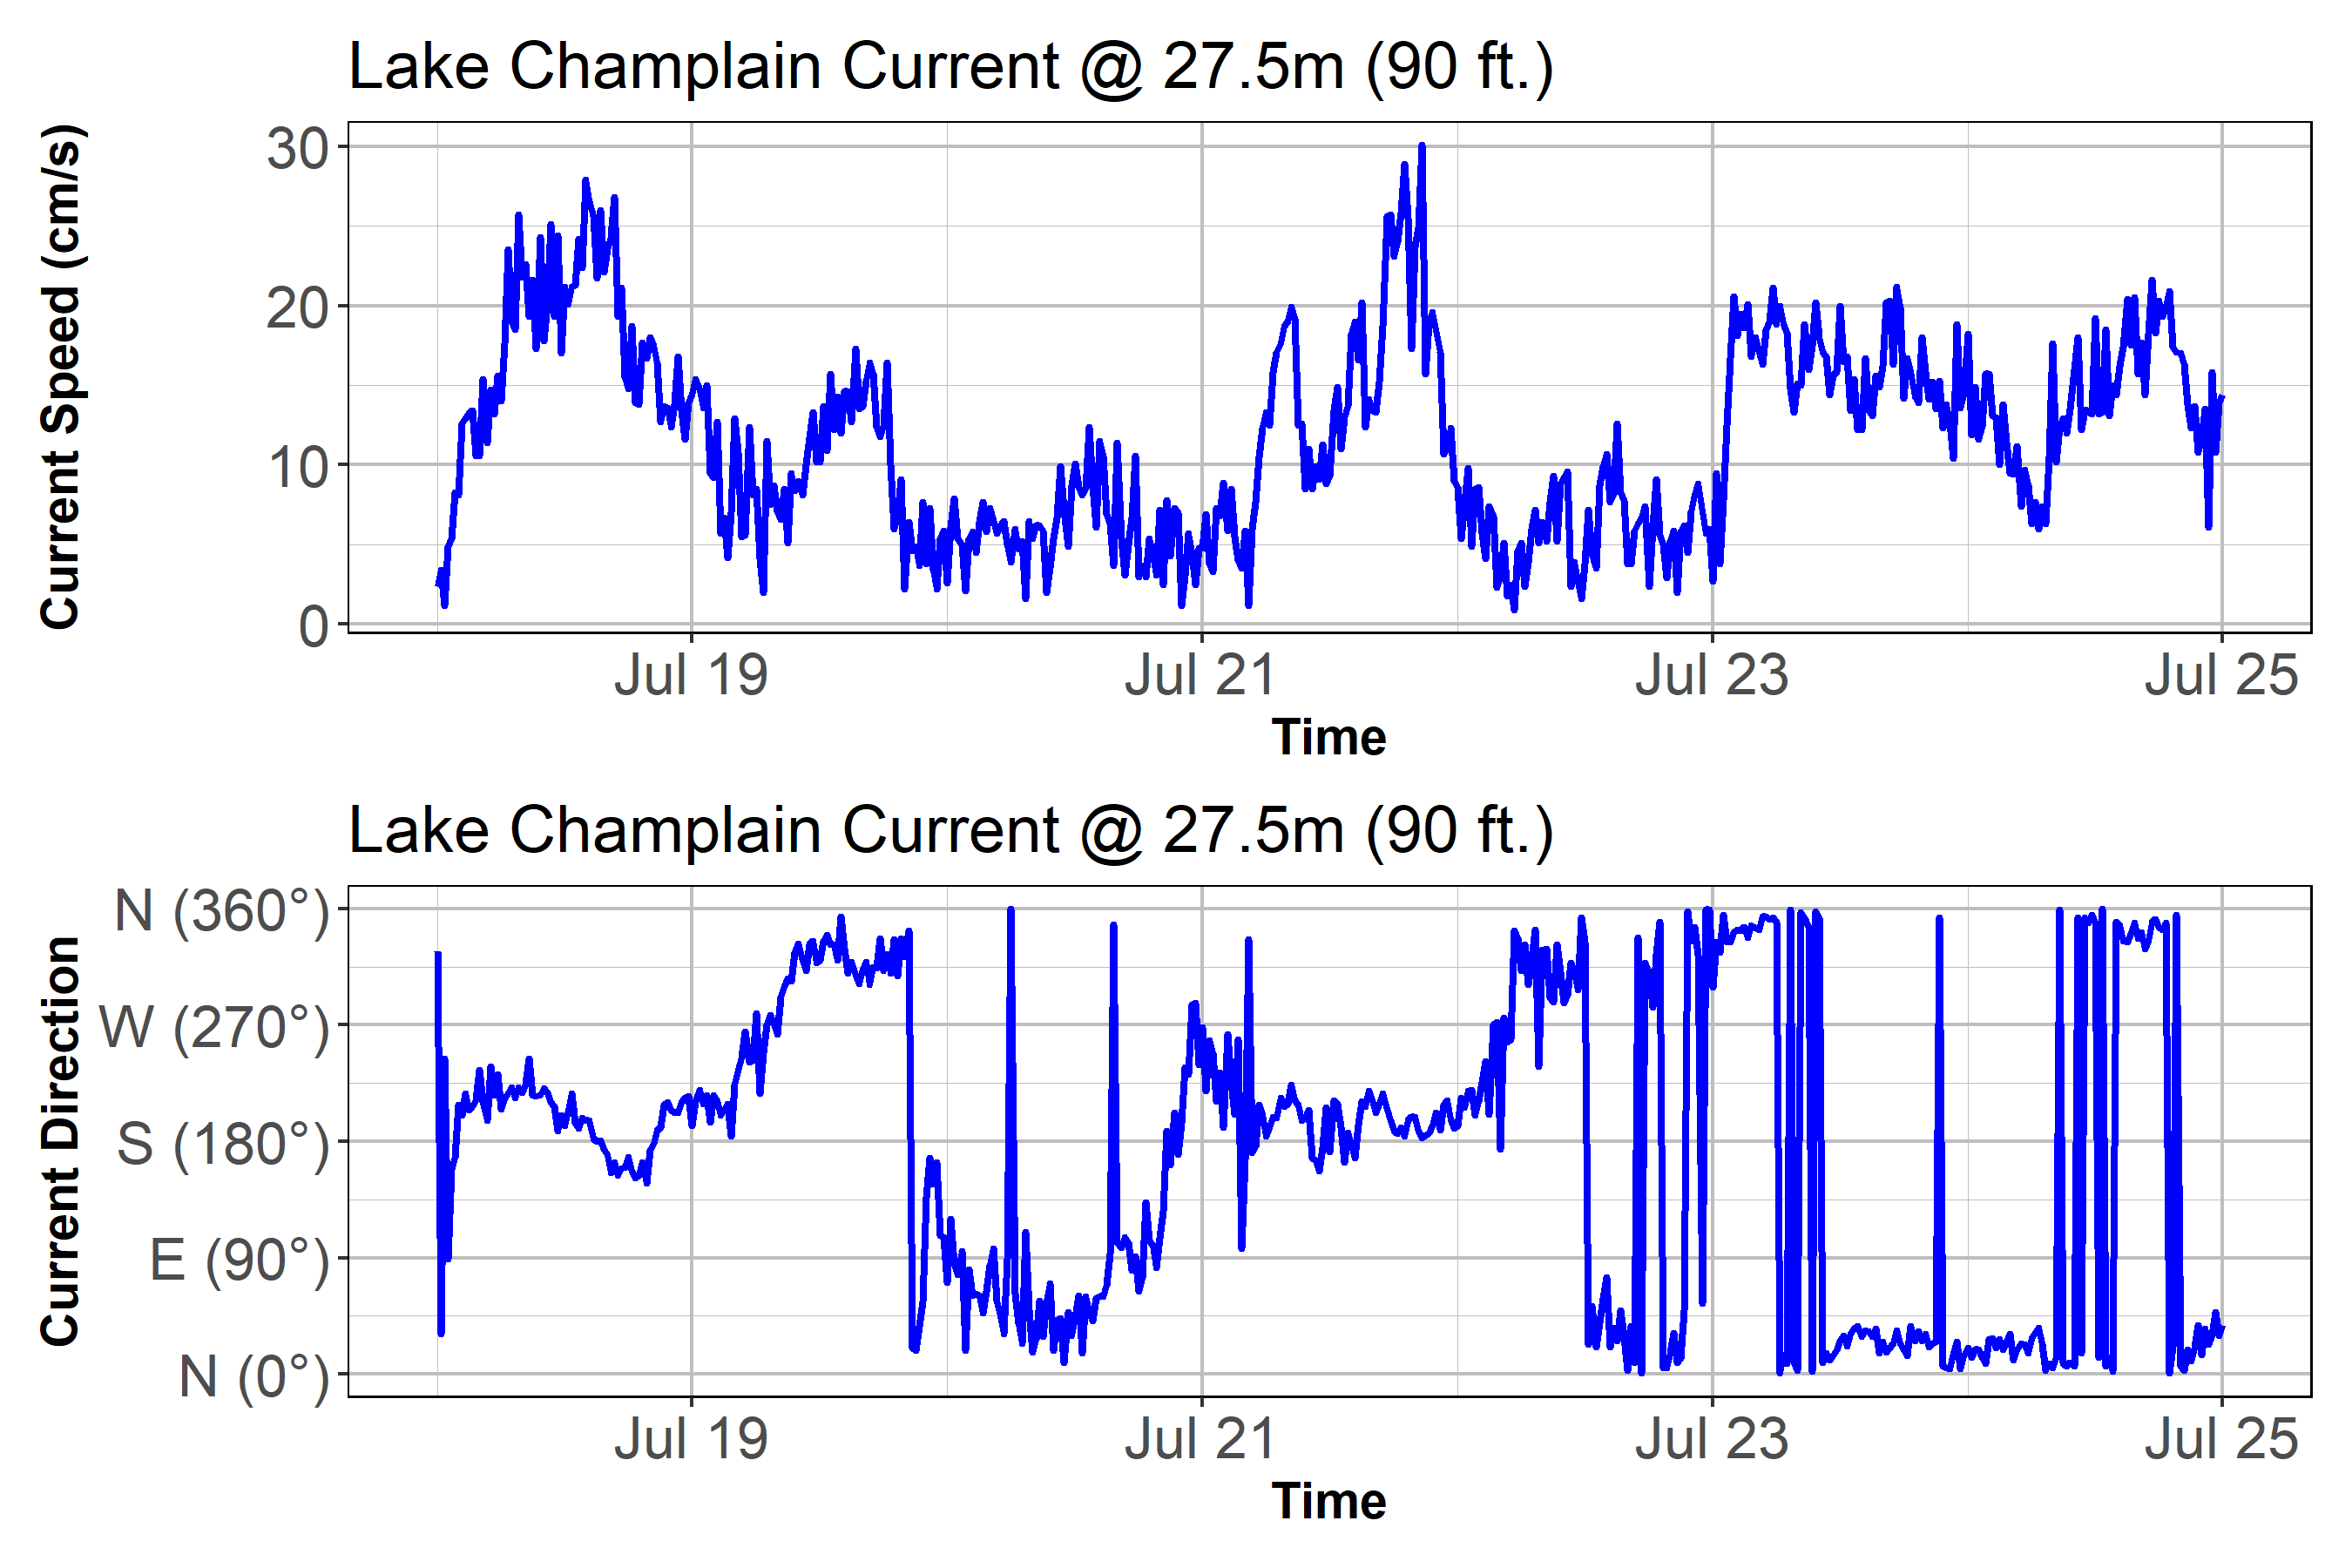 Lake Champlain Current @ 27.5m (90 ft.)
Current Speed (cm/s)
30
20
10
0
Jul 19 Jul 21 Jul 23 Jul 25
Time
Lake Champlain Current @ 27.5m (90 ft.)
Current Direction
N (360°)
W (270°)
S (180°)
E (90°)
N (0°)
Jul 19 Jul 21 Jul 23 Jul 25
Time